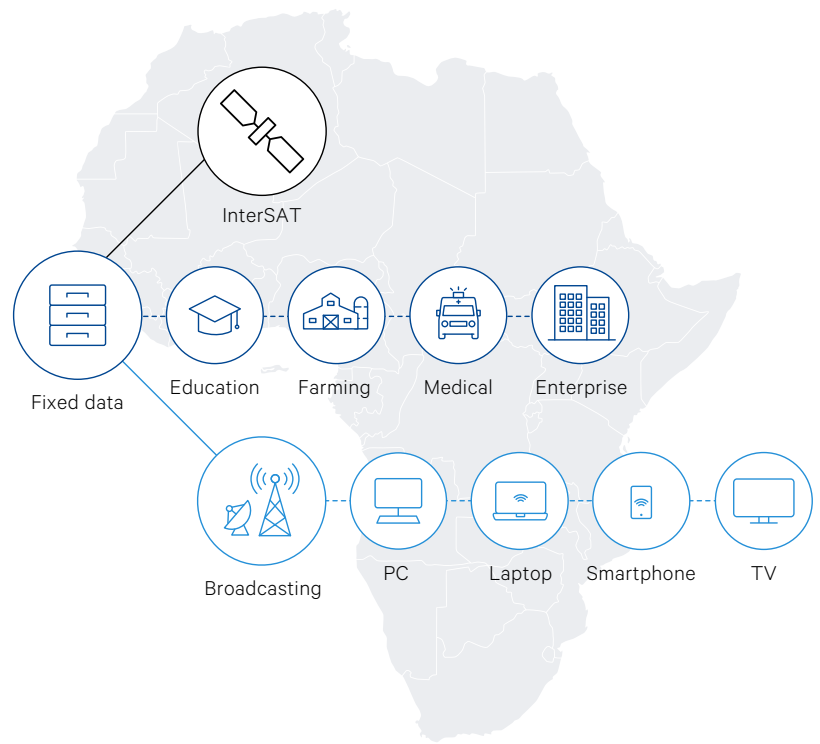 InterSAT
Fixed data
Education
Farming
Medical
Enterprise
Broadcasting
PC
Laptop
Smartphone
TV